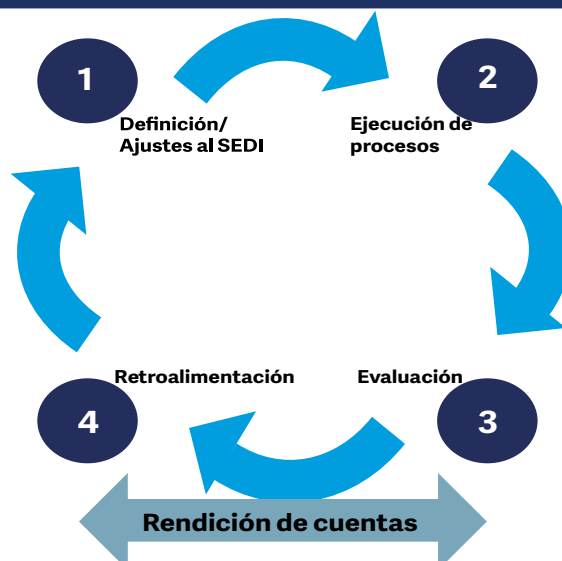 1
2
Definición/
Ajustes al SEDI
Ejecución de
procesos
Retroalimentación
Evaluación
4
3
Rendición de cuentas